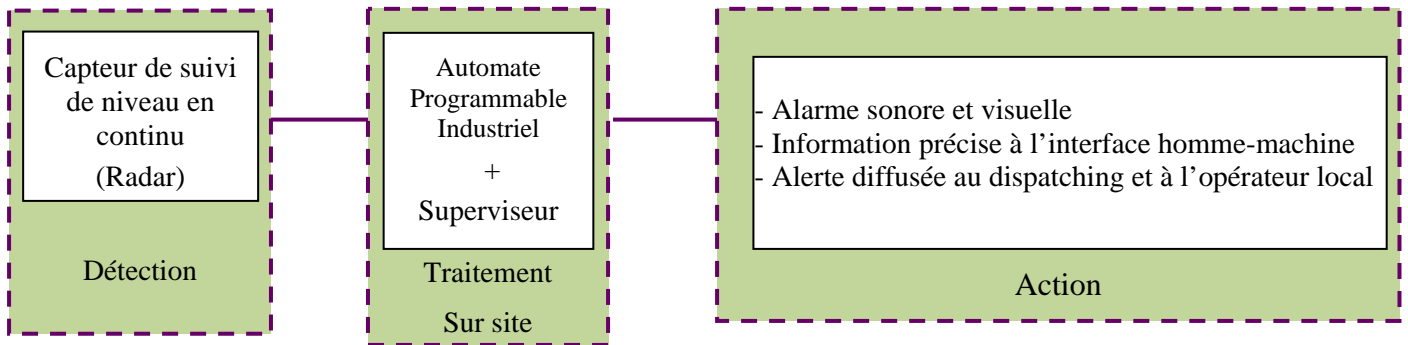 Capteur de suivi
de niveau en
continu
(Radar)
Détection
Automate
Programmable
Industriel
+
Superviseur
Traitement
Sur site
- Alarme sonore et visuelle
- Information précise à l’interface homme-machine
- Alerte diffusée au dispatching et à l’opérateur local
Action